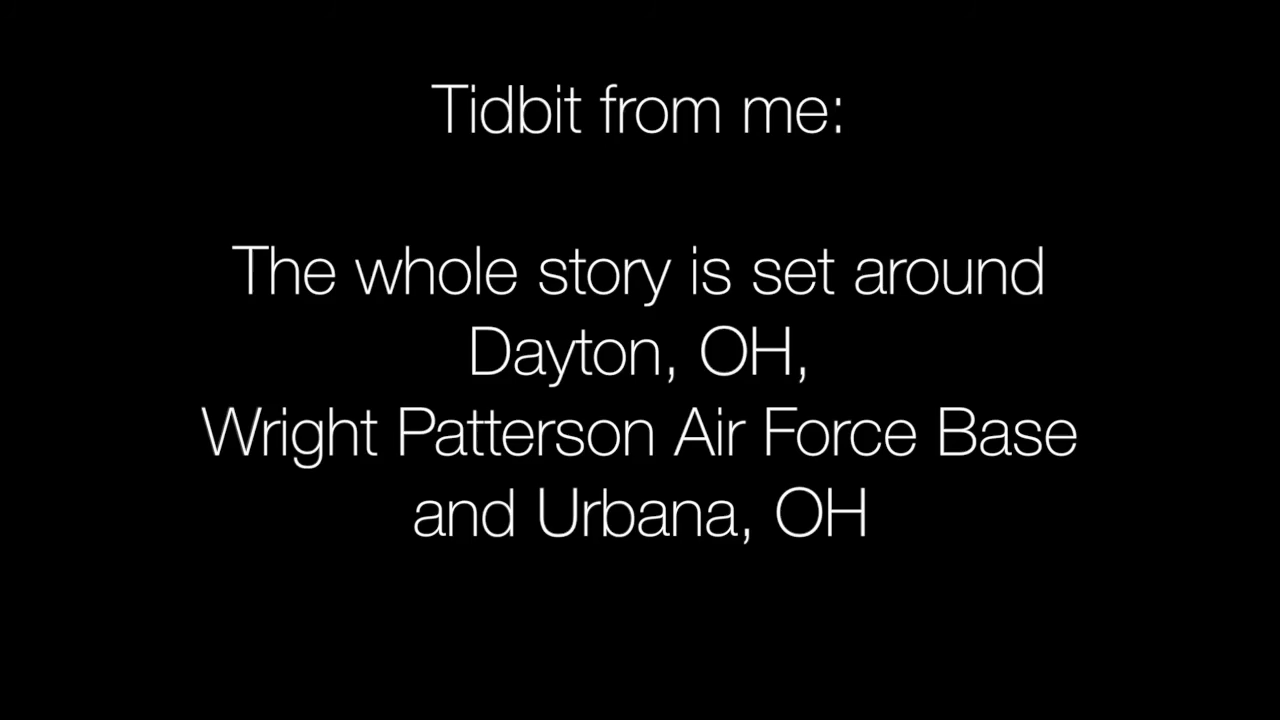 Tidbit from me:
The whole story is set around
Dayton, OH,
Wright Patterson Air Force Base
and Urbana, OH